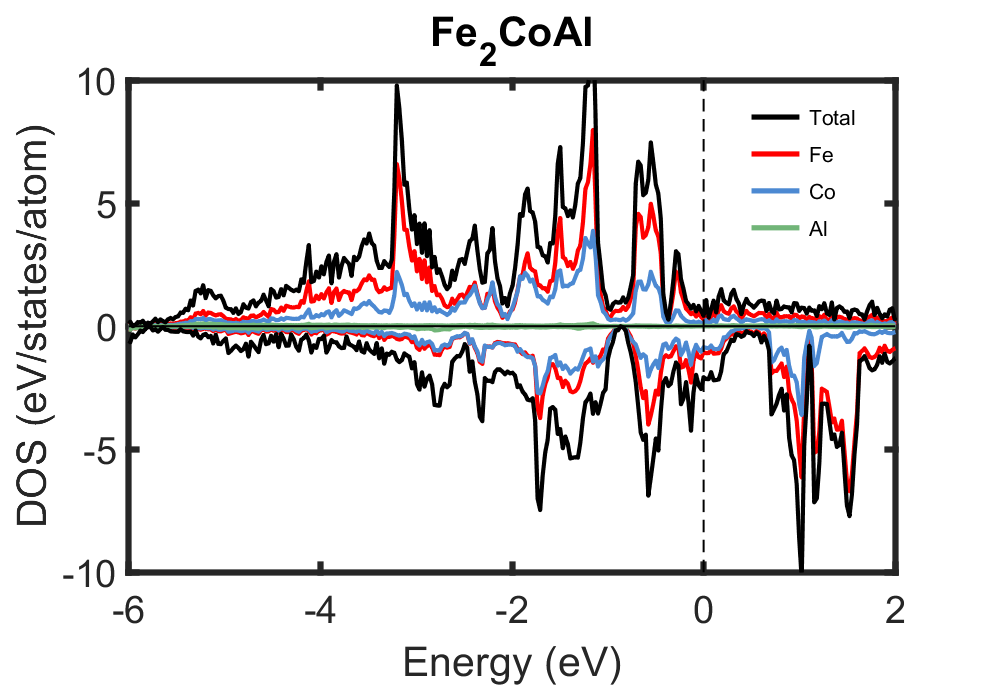 Fe₂CoAl
DOS (eV/states/atom)
10
5
0
-5
-10
Total
Fe
Co
Al
-6 -4 -2 0 2
Energy (eV)